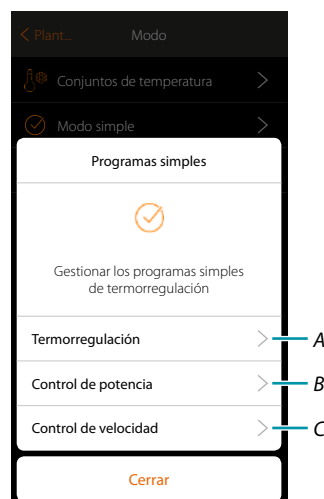 Plant... Modo
Conjuntos de temperatura
Modo simple
Programas simples
Gestionar los programas simples
de termorregulación
Termorregulación
A
Control de potencia
B
Control de velocidad
C
Cerrar